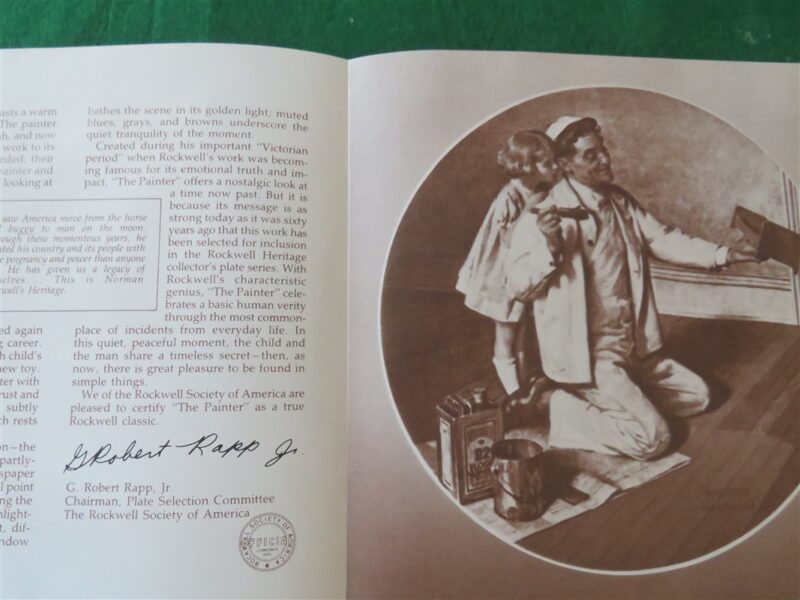 asts a warm
The painter
h, and now
work to its
eded; their
painter and
looking at
saw America move from the horse
buggy to man on the moon.
rough these momentous years, he
ated his country and its people with
poignancy and power than anyone
He has given us a legacy of
selves . . . This is Norman
kwell's Heritage.
ed again
g career.
h child's
new toy.
ter with
rust and
subtly
th rests
on—the
partly-
spaper
l point
ng the
nlight-
t, dif-
ndow
bathes the scene in its golden light; muted
blues, grays, and browns underscore the
quiet tranquility of the moment.
Created during his important "Victorian
period" when Rockwell's work was becom-
ing famous for its emotional truth and im-
pact, "The Painter" offers a nostalgic look at
a time now past. But it is
because its message is as
strong today as it was sixty
years ago that this work has
been selected for inclusion
in the Rockwell Heritage
collector's plate series. With
Rockwell's characteristic
genius, "The Painter" cele-
brates a basic human verity
through the most common-
place of incidents from everyday life. In
this quiet, peaceful moment, the child and
the man share a timeless secret—then, as
now, there is great pleasure to be found in
simple things.
We of the Rockwell Society of America are
pleased to certify "The Painter" as a true
Rockwell classic.
G Robert Rapp Jr.
G. Robert Rapp, Jr.
Chairman, Plate Selection Committee
The Rockwell Society of America
ROCKWELL SOCIETY OF AMERICA
OFFICIAL
CORPORATE
SEAL